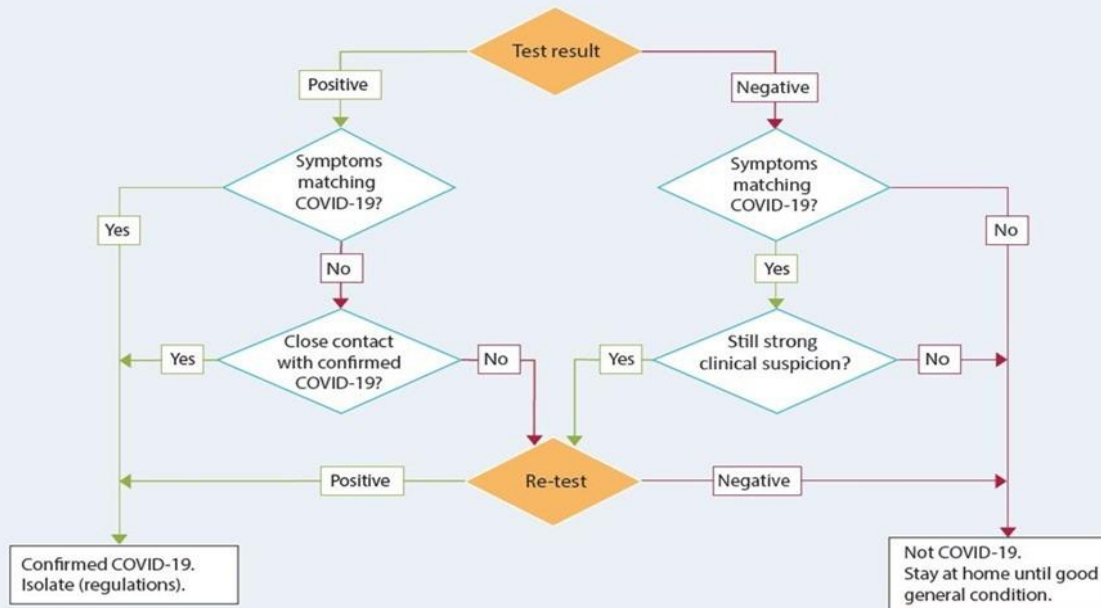 Test result
Positive
Negative
Symptoms
matching
COVID-19?
Symptoms
matching
COVID-19?
Yes
No
No
Yes
Close contact
with confirmed
COVID-19?
Still strong
clinical suspicion?
Yes
No
Yes
No
Re-test
Positive
Negative
Confirmed COVID-19.
Isolate (regulations).
Not COVID-19.
Stay at home until good
general condition.